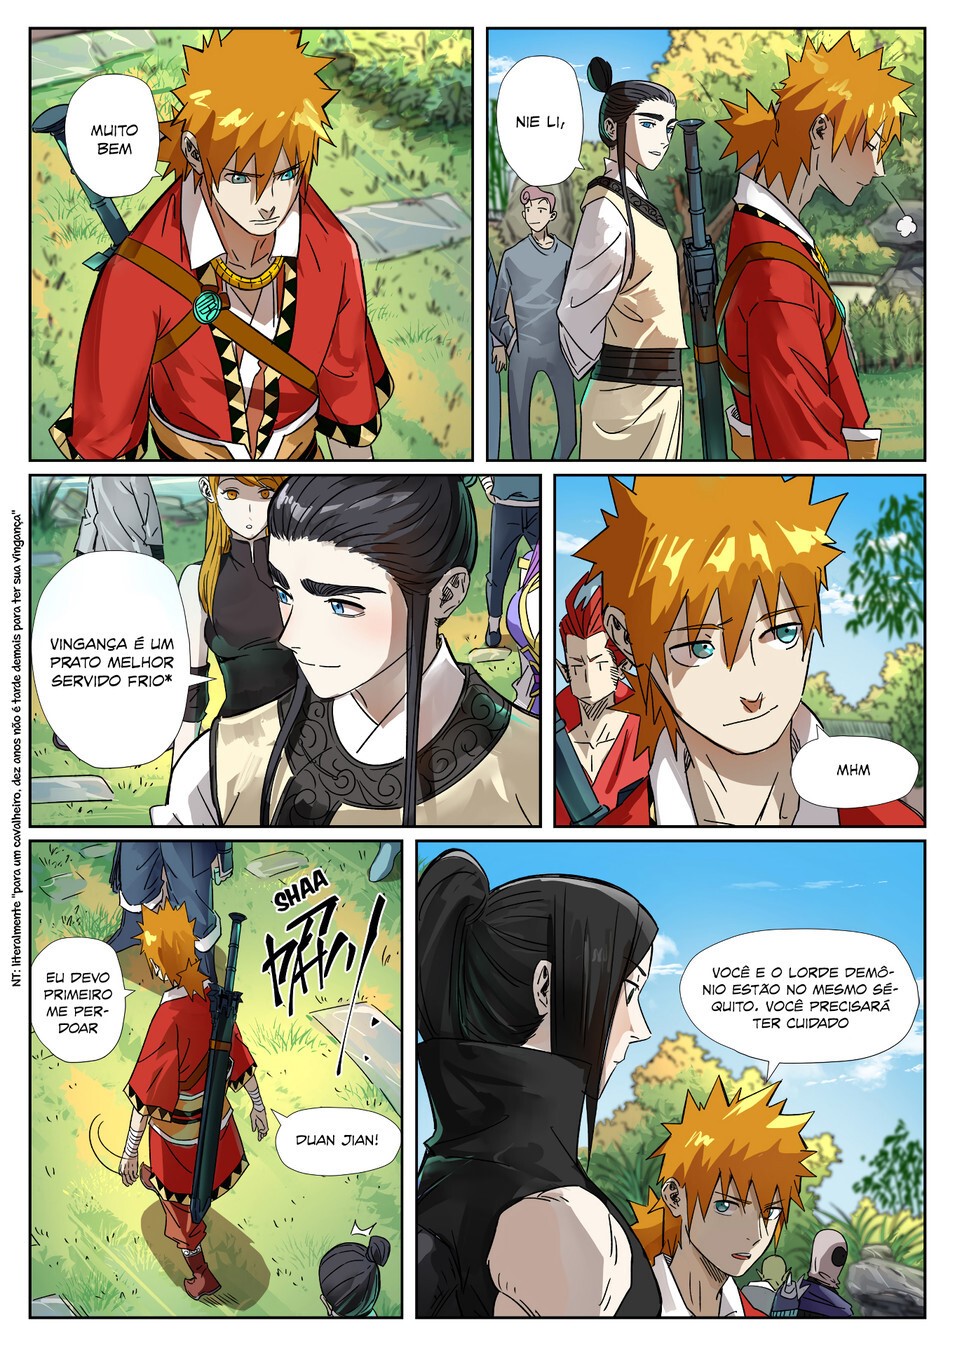 MUITO
BEM
NIE LI,
VINGANÇA É UM
PRATO MELHOR
SERVIDO FRIO*
NT: literalmente "para um cavalheiro, dez anos não é tarde demais para ter sua vingança"
MHM
EU DEVO
PRIMEIRO
ME PER-
DOAR
SHAA
DUAN JIAN!
VOCÊ E O LORDE DEMÔ-
NIO ESTÃO NO MESMO SÉ-
QUITO. VOCÊ PRECISARÁ
TER CUIDADO